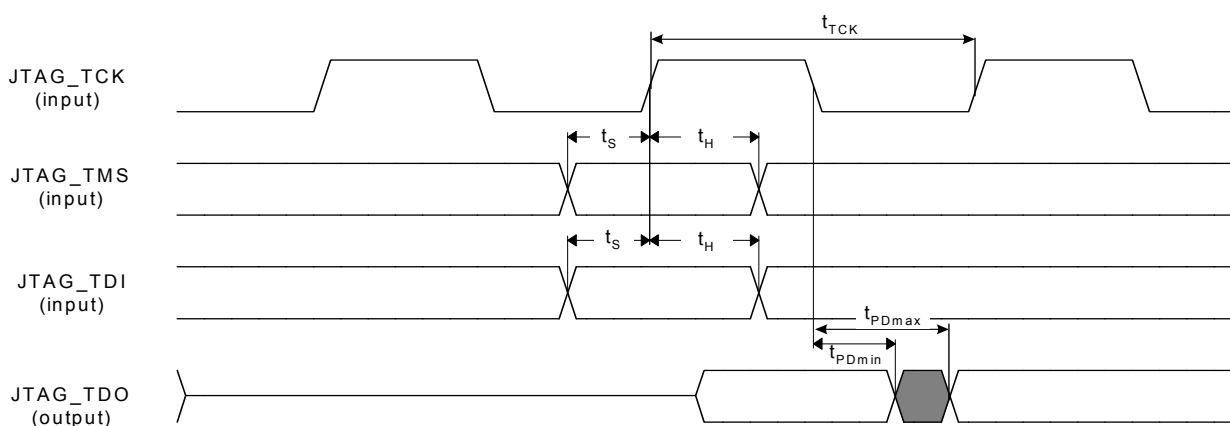 t_TCK
JTAG_TCK
(input)
t_S t_H
JTAG_TMS
(input)
t_S t_H
JTAG_TDI
(input)
t_PDmax
t_PDmin
JTAG_TDO
(output)